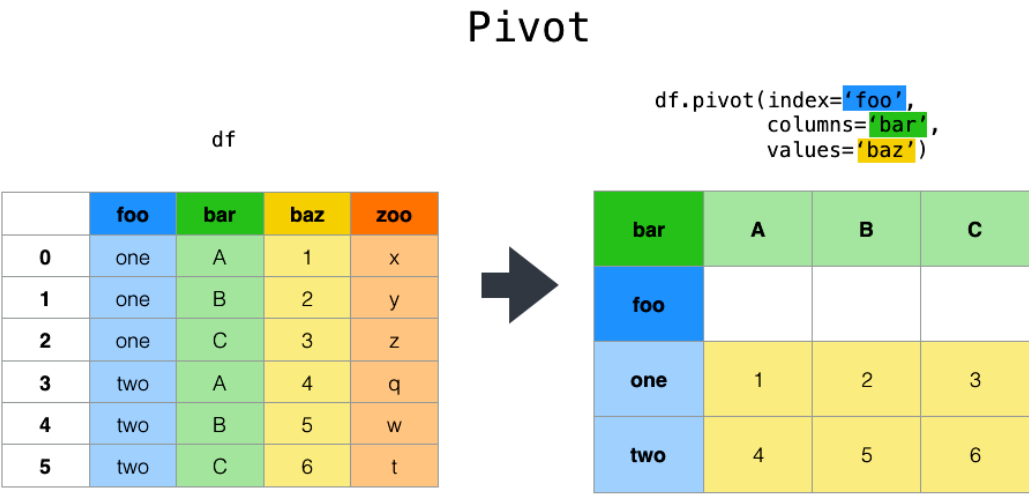 Pivot
df
df.pivot(index=‘foo’,
columns=‘bar’,
values=‘baz’)
foo bar baz zoo
0 one A 1 x
1 one B 2 y
2 one C 3 z
3 two A 4 q
4 two B 5 w
5 two C 6 t
bar A B C
foo
one 1 2 3
two 4 5 6